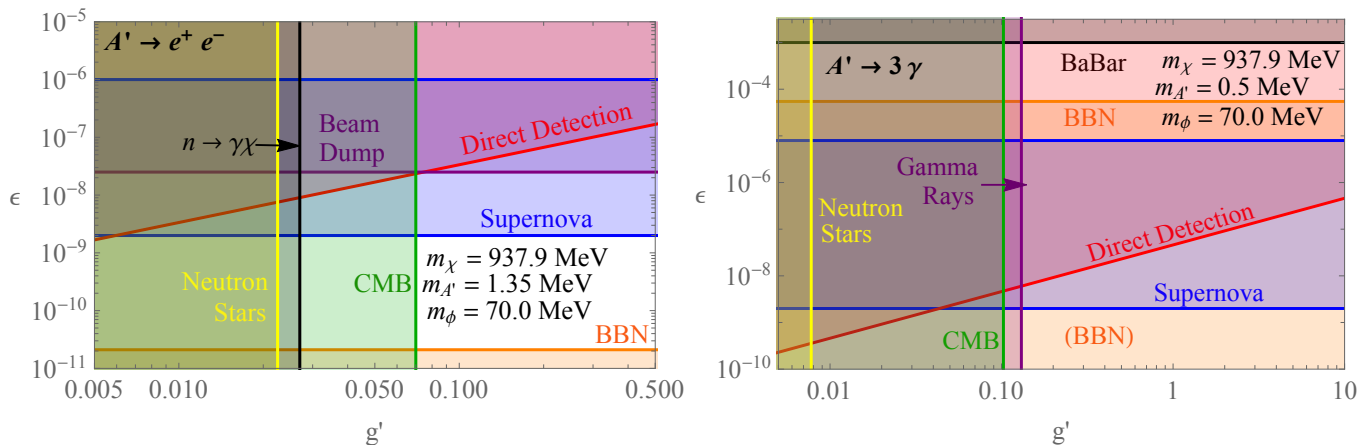 A' → e⁺ e⁻
n → γχ
Beam
Dump
Direct Detection
Supernova
Neutron
Stars
CMB
m_χ = 937.9 MeV
m_A' = 1.35 MeV
m_ϕ = 70.0 MeV
BBN
ϵ
10⁻⁵
10⁻⁶
10⁻⁷
10⁻⁸
10⁻⁹
10⁻¹⁰
10⁻¹¹
0.005 0.010 0.050 0.100 0.500
g'
A' → 3 γ
BaBar
m_χ = 937.9 MeV
m_A' = 0.5 MeV
BBN
m_ϕ = 70.0 MeV
Gamma
Rays
Neutron
Stars
Direct Detection
Supernova
CMB
(BBN)
ϵ
10⁻⁴
10⁻⁶
10⁻⁸
10⁻¹⁰
0.01 0.10 1 10
g'